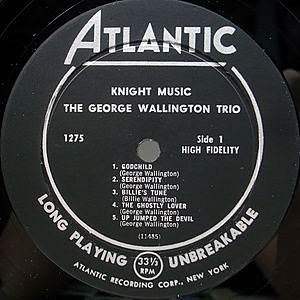 ATLANTIC
KNIGHT MUSIC
THE GEORGE WALLINGTON TRIO
1275
Side 1
HIGH FIDELITY
1. GODCHILD
(George Wallington)
2. SERENDIPITY
(George Wallington)
3. BILLIE'S TUNE
(Billie Wallington)
4. THE GHOSTLY LOVER
(George Wallington)
5. UP JUMPED THE DEVIL
(George Wallington)
(11485)
LONG PLAYING 33⅓ RPM UNBREAKABLE
ATLANTIC RECORDING CORP., NEW YORK